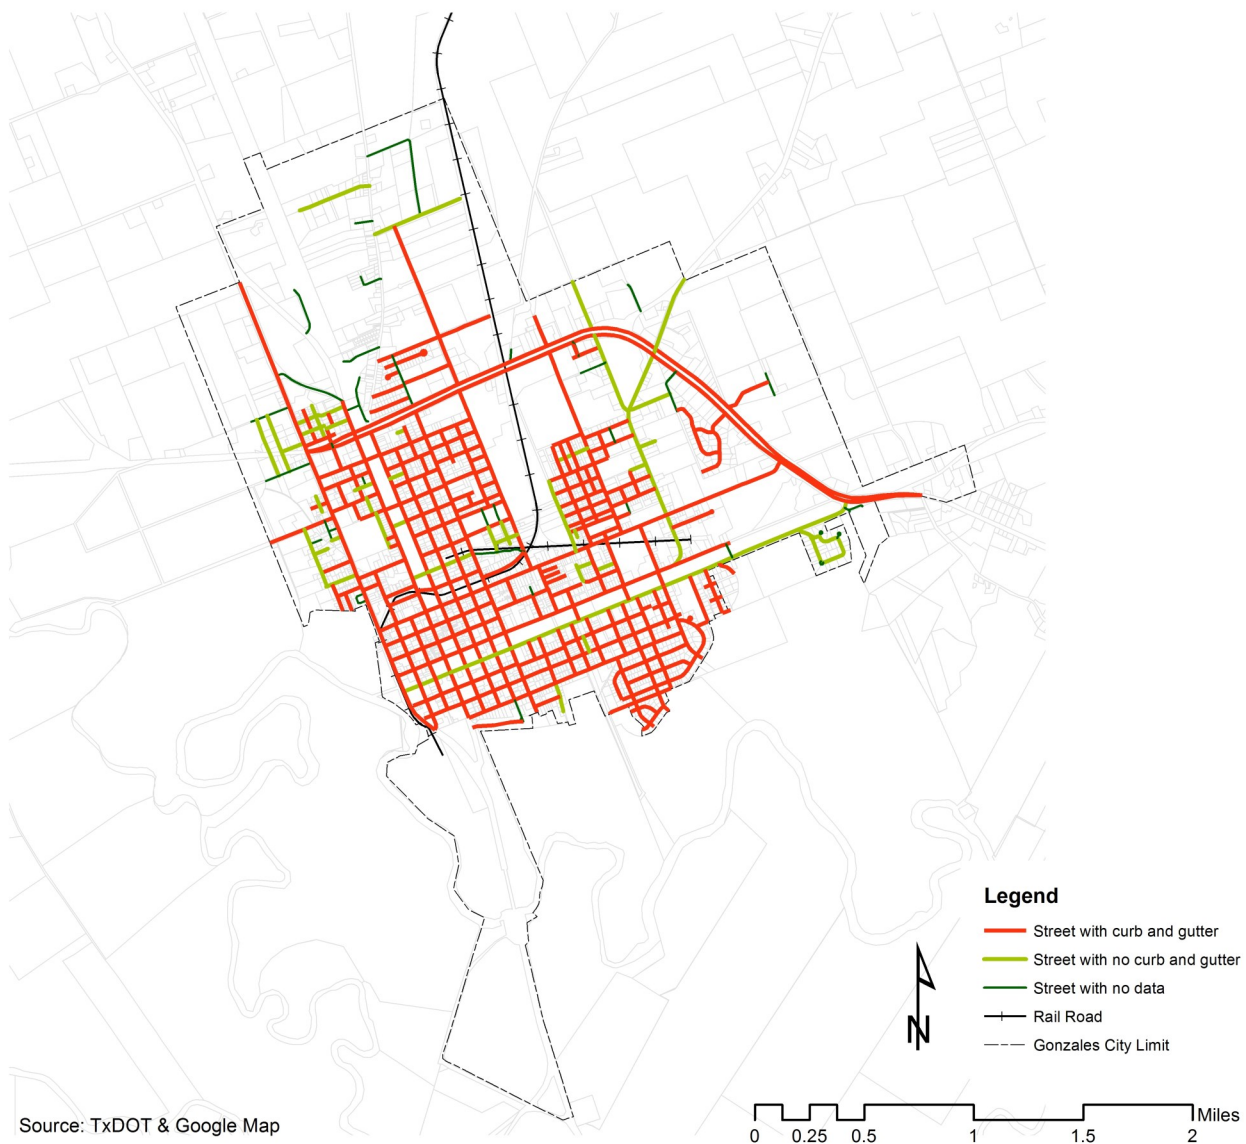 Legend
Street with curb and gutter
Street with no curb and gutter
Street with no data
Rail Road
Gonzales City Limit
N
Source: TxDOT & Google Map
Miles
0 0.25 0.5 1 1.5 2